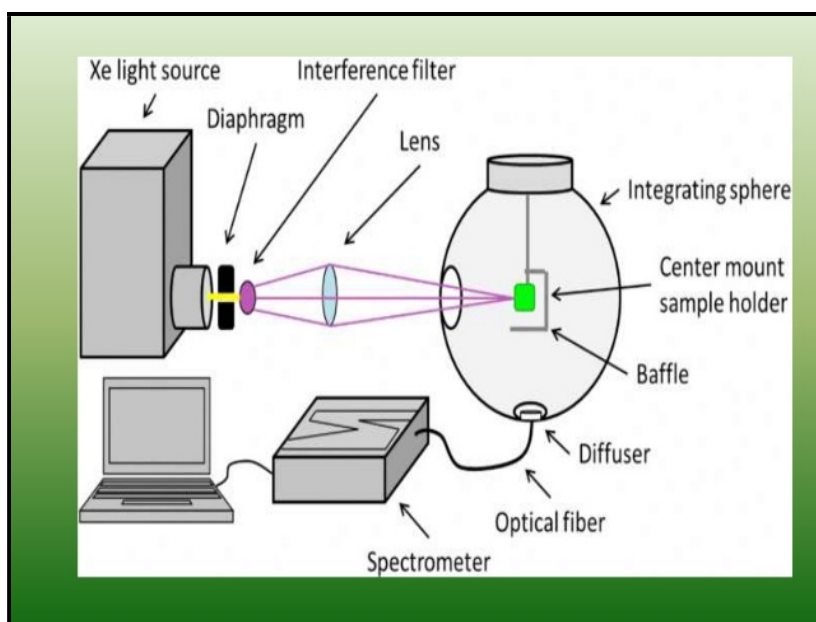 Xe light source
Interference filter
Diaphragm
Lens
Integrating sphere
Center mount
sample holder
Baffle
Diffuser
Optical fiber
Spectrometer